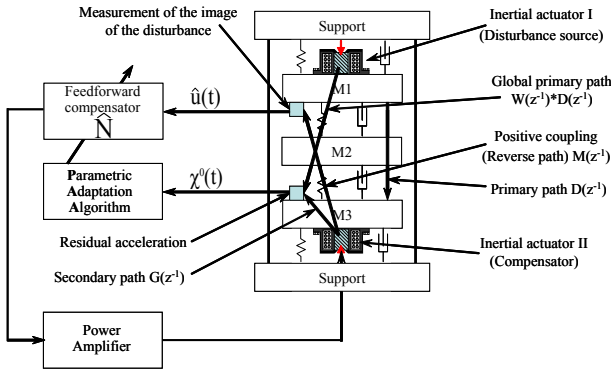 Measurement of the image
of the disturbance
Support
Inertial actuator I
(Disturbance source)
M1
Global primary path
W(z⁻¹)*D(z⁻¹)
Feedforward
compensator
N̂
û(t)
M2
Positive coupling
(Reverse path) M(z⁻¹)
Parametric
Adaptation
Algorithm
χ⁰(t)
Primary path D(z⁻¹)
M3
Residual acceleration
Secondary path G(z⁻¹)
Inertial actuator II
(Compensator)
Support
Power
Amplifier